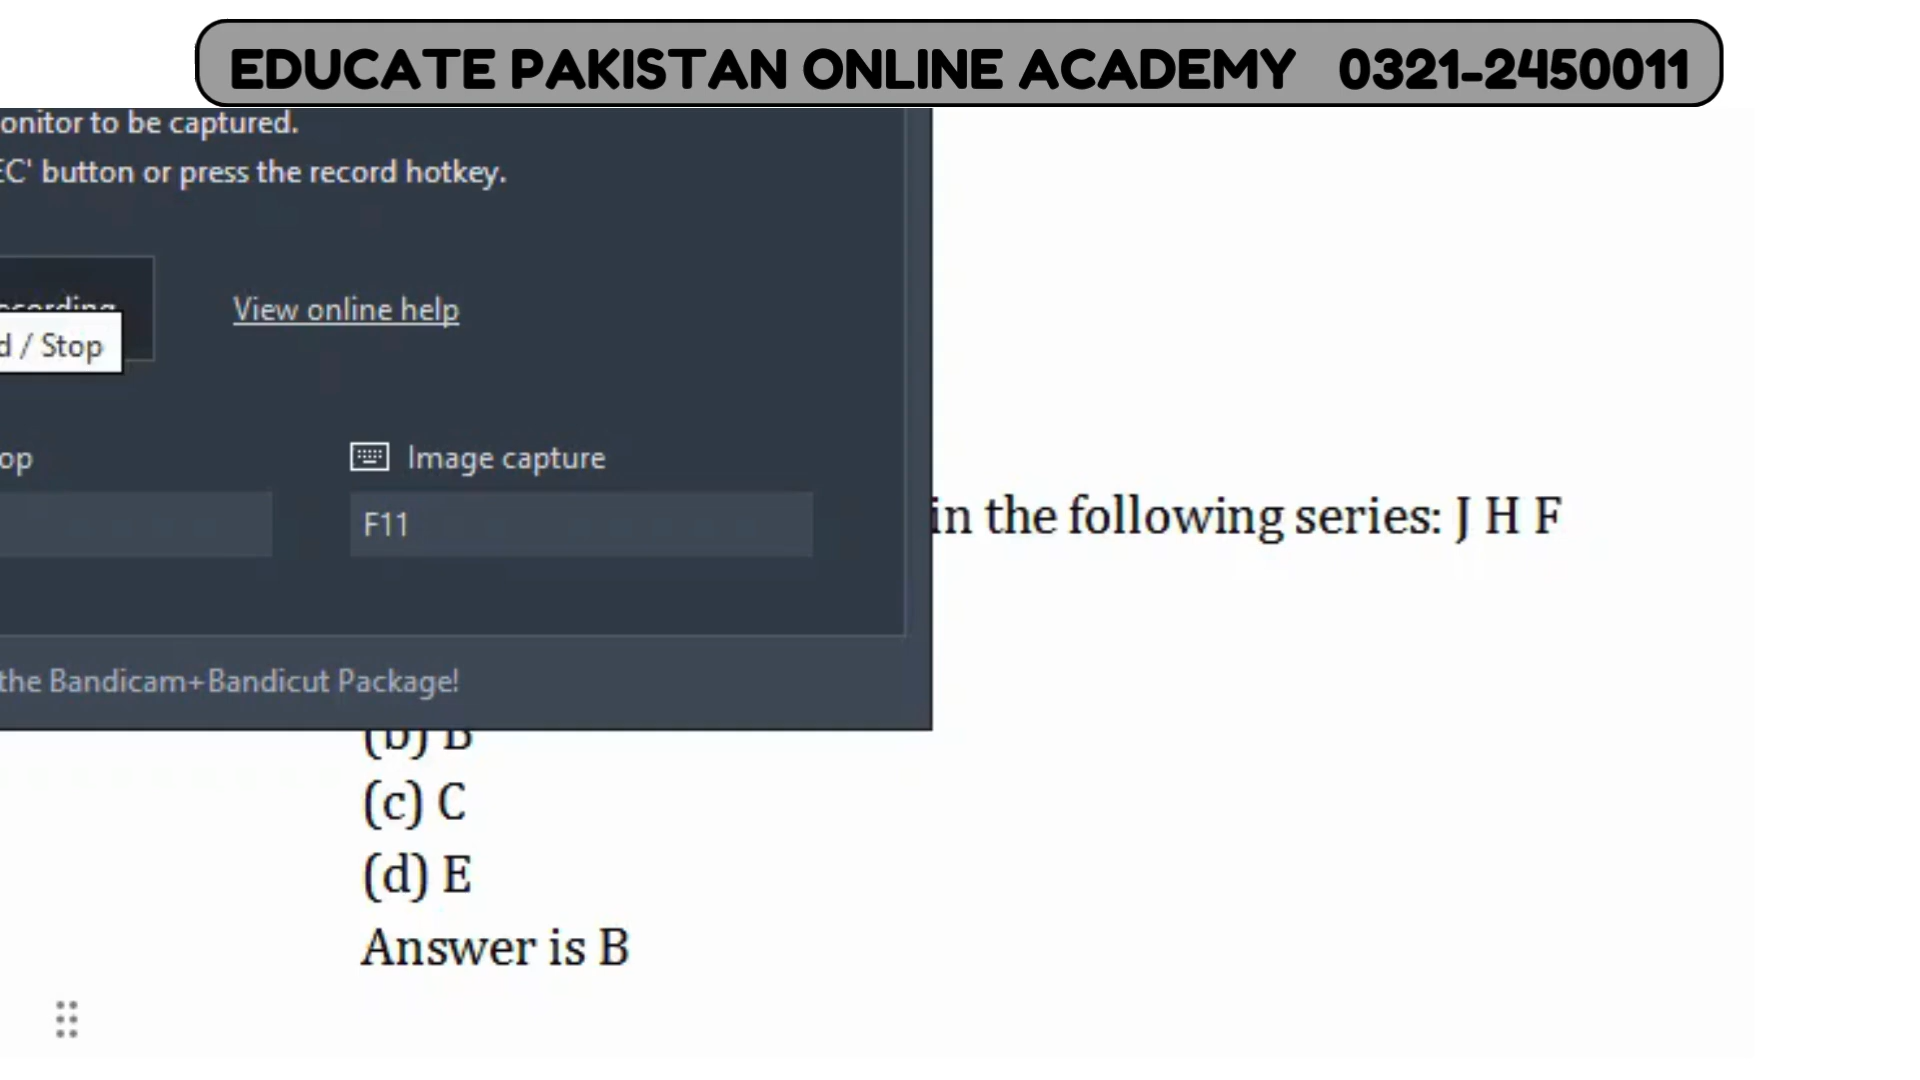 EDUCATE PAKISTAN ONLINE ACADEMY 0321-2450011
onitor to be captured.
EC' button or press the record hotkey.
ecording
View online help
d / Stop
op
Image capture
F11
in the following series: J H F
the Bandicam+Bandicut Package!
(b) B
(c) C
(d) E
Answer is B